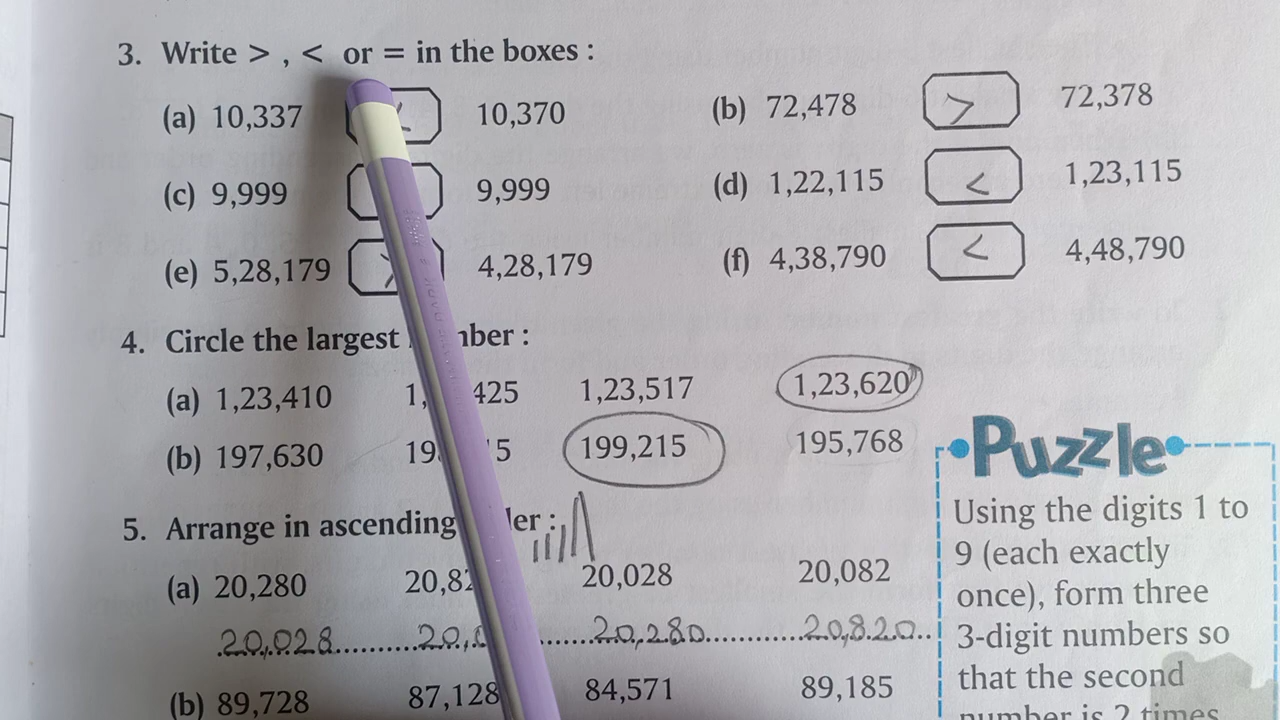 3. Write > , < or = in the boxes :
(a) 10,337 10,370 (b) 72,478 > 72,378
(c) 9,999 9,999 (d) 1,22,115 < 1,23,115
(e) 5,28,179 > 4,28,179 (f) 4,38,790 < 4,48,790
4. Circle the largest :
(a) 1,23,410 1,23,517 1,23,620
(b) 197,630 199,215 195,768
5. Arrange in ascending :
(a) 20,280 20,028 20,082
20,028 20,280 20,820
(b) 89,728 87,128 84,571 89,185
Puzzle
Using the digits 1 to
9 (each exactly
once), form three
3-digit numbers so
that the second
number is 2 times